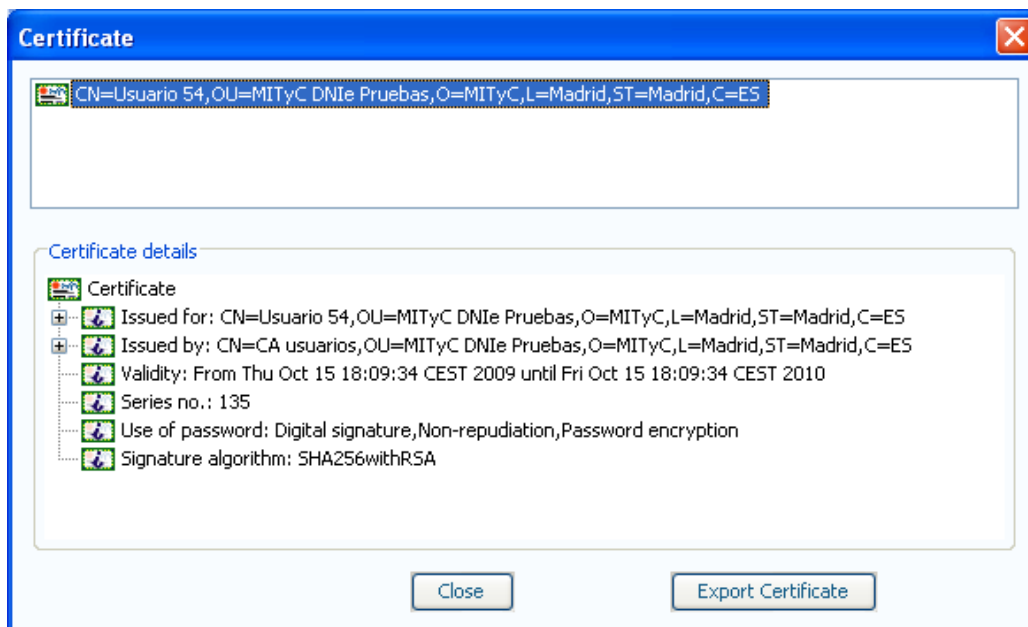 Certificate
CN=Usuario 54,OU=MITyC DNIe Pruebas,O=MITyC,L=Madrid,ST=Madrid,C=ES
Certificate details
Certificate
Issued for: CN=Usuario 54,OU=MITyC DNIe Pruebas,O=MITyC,L=Madrid,ST=Madrid,C=ES
Issued by: CN=CA usuarios,OU=MITyC DNIe Pruebas,O=MITyC,L=Madrid,ST=Madrid,C=ES
Validity: From Thu Oct 15 18:09:34 CEST 2009 until Fri Oct 15 18:09:34 CEST 2010
Series no.: 135
Use of password: Digital signature,Non-repudiation,Password encryption
Signature algorithm: SHA256withRSA
Close
Export Certificate